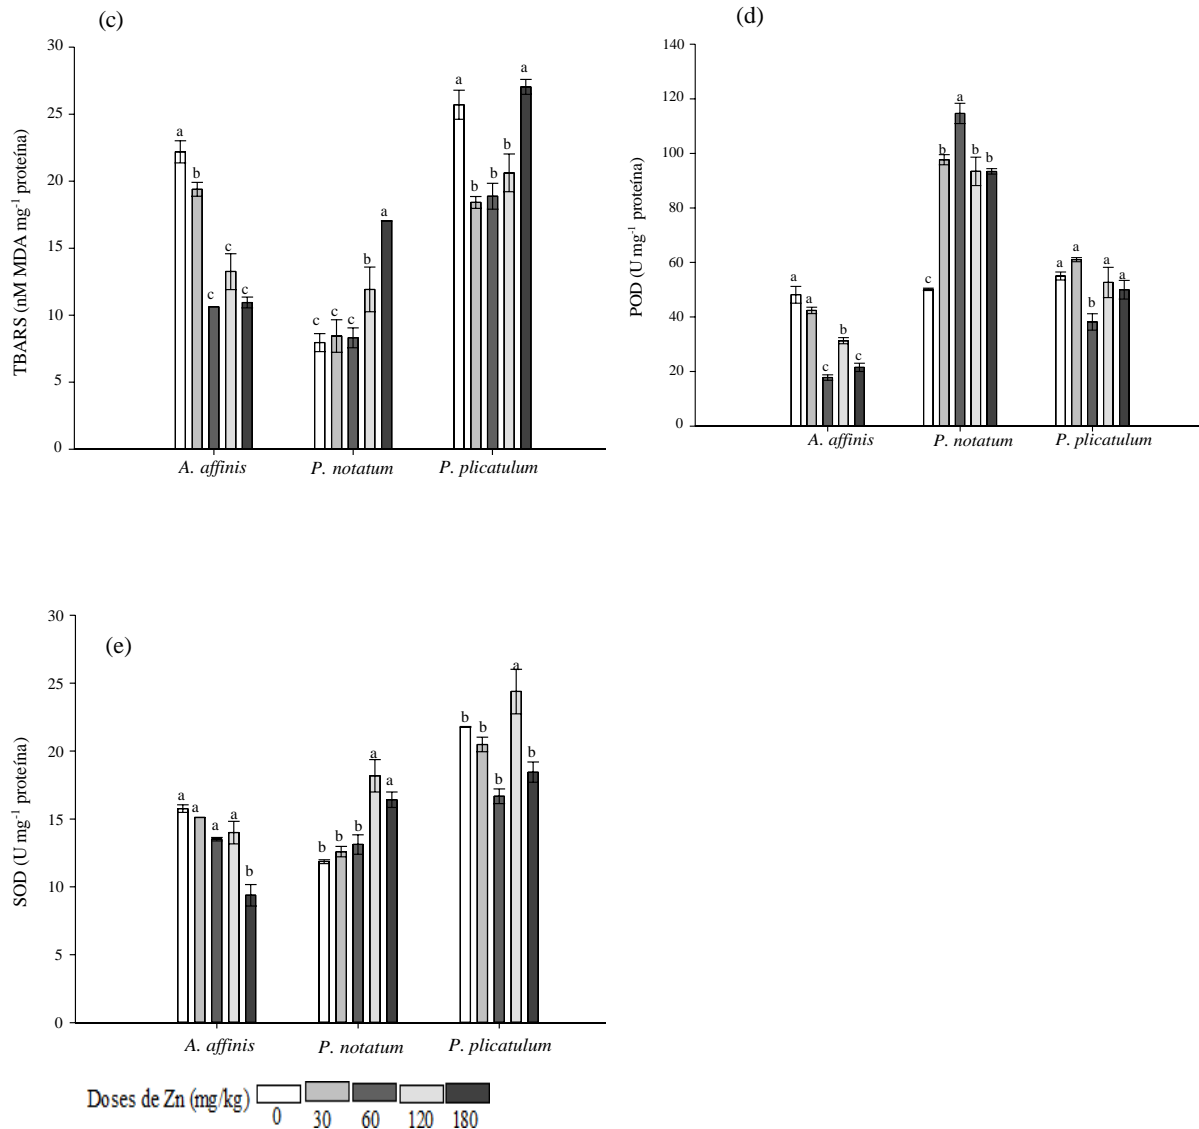 (c)
30
25
20
15
10
5
0
TBARS (nM MDA mg⁻¹ proteína)
a b c c c
c c c b a
a b b b a
A. affinis P. notatum P. plicatulum
(d)
140
120
100
80
60
40
20
0
POD (U mg⁻¹ proteína)
a a c b c
c b a b b
a a b a a
A. affinis P. notatum P. plicatulum
(e)
30
25
20
15
10
5
0
SOD (U mg⁻¹ proteína)
a a a a b
b b b a a
b b b a b
A. affinis P. notatum P. plicatulum
Doses de Zn (mg/kg)
0 30 60 120 180